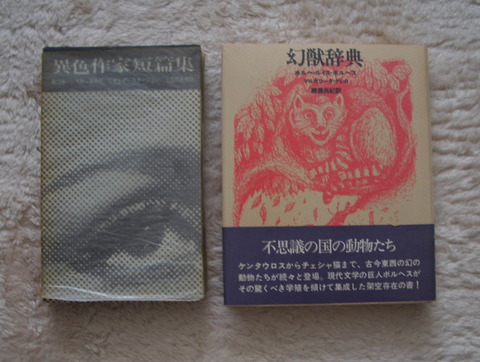 異色作家短篇集
幻獣辞典
ホルヘ・ルイス・ボルヘス
マルガリータ・ゲレロ
柳瀬尚紀訳
不思議の国の動物たち
ケンタウロスからチェシャ猫まで、古今東西の幻の
動物たちが続々と登場。現代文学の巨人ボルヘスが
その驚くべき学殖を傾けて集成した架空存在の書!